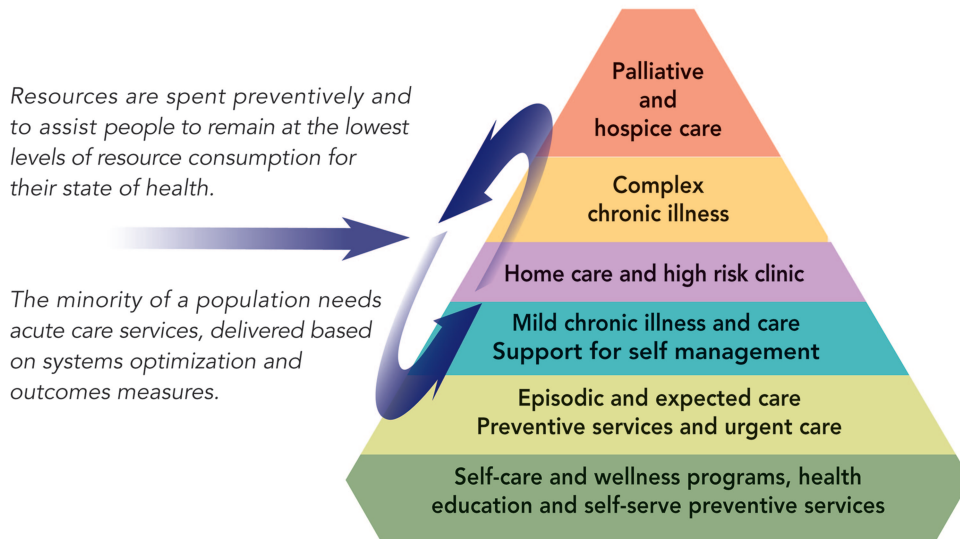 Resources are spent preventively and
to assist people to remain at the lowest
levels of resource consumption for
their state of health.
The minority of a population needs
acute care services, delivered based
on systems optimization and
outcomes measures.
Palliative
and
hospice care
Complex
chronic illness
Home care and high risk clinic
Mild chronic illness and care
Support for self management
Episodic and expected care
Preventive services and urgent care
Self-care and wellness programs, health
education and self-serve preventive services